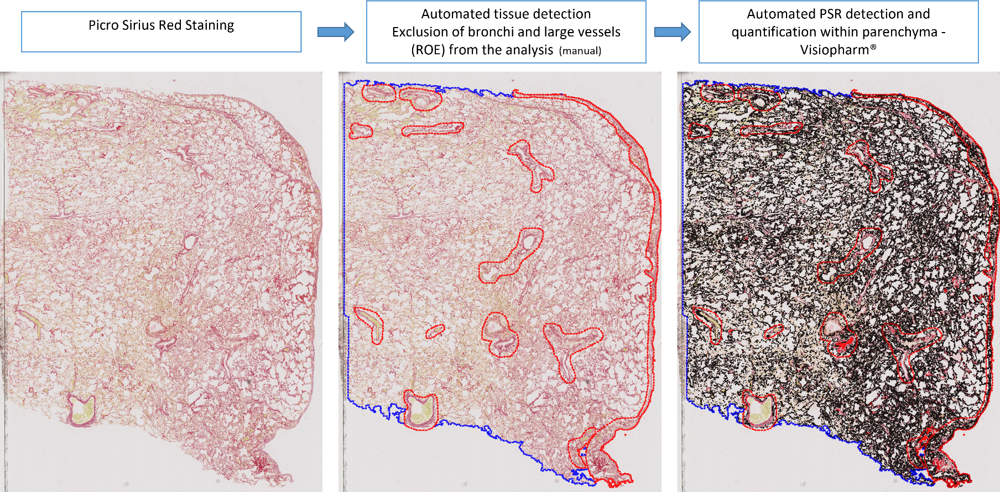 Picro Sirius Red Staining
Automated tissue detection
Exclusion of bronchi and large vessels
(ROE) from the analysis (manual)
Automated PSR detection and
quantification within parenchyma -
Visiopharm®